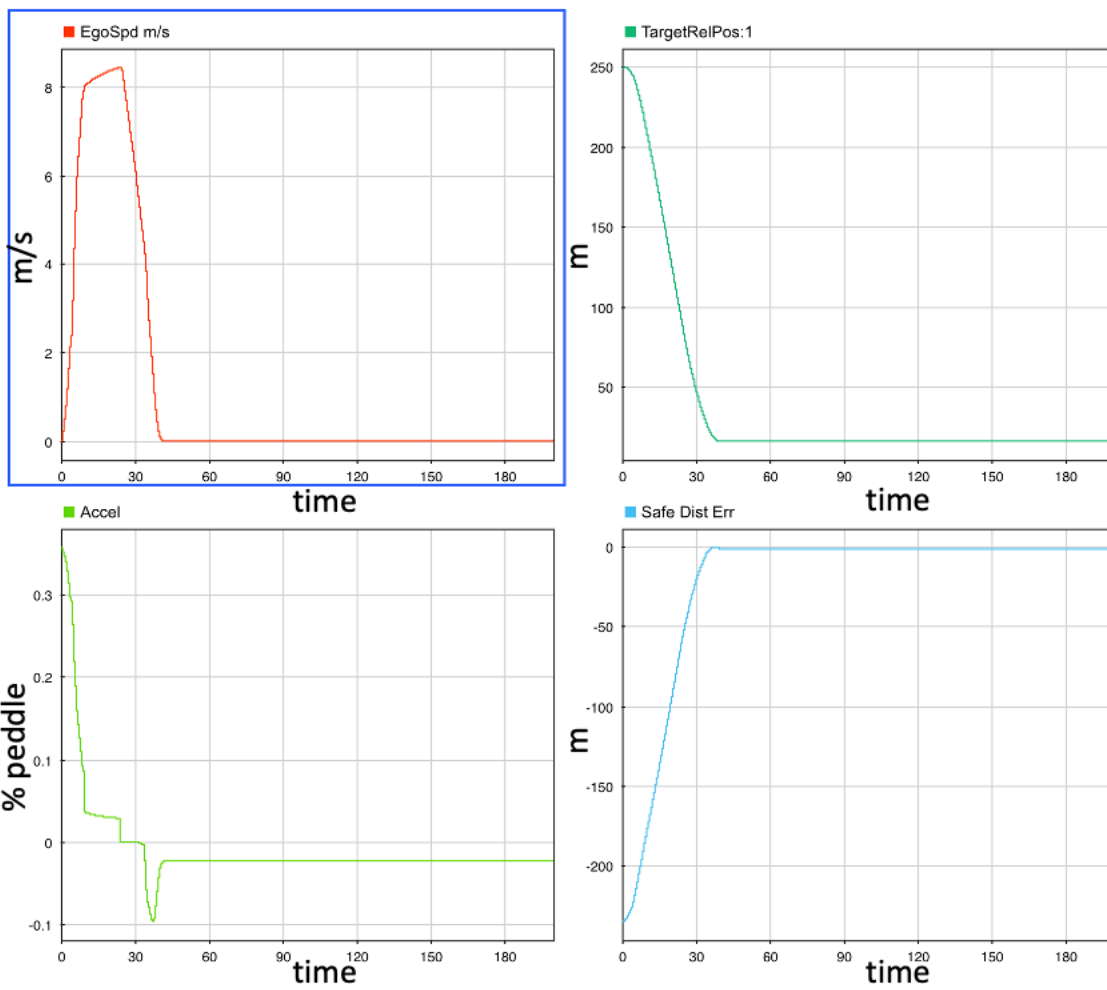 EgoSpd m/s
8
6
4
2
0
m/s
0 30 60 90 120 150 180
time
TargetRelPos:1
250
200
150
100
50
m
0 30 60 90 120 150 180
time
Accel
0.3
0.2
0.1
0
-0.1
% peddle
0 30 60 90 120 150 180
time
Safe Dist Err
0
-50
-100
-150
-200
m
0 30 60 90 120 150 180
time